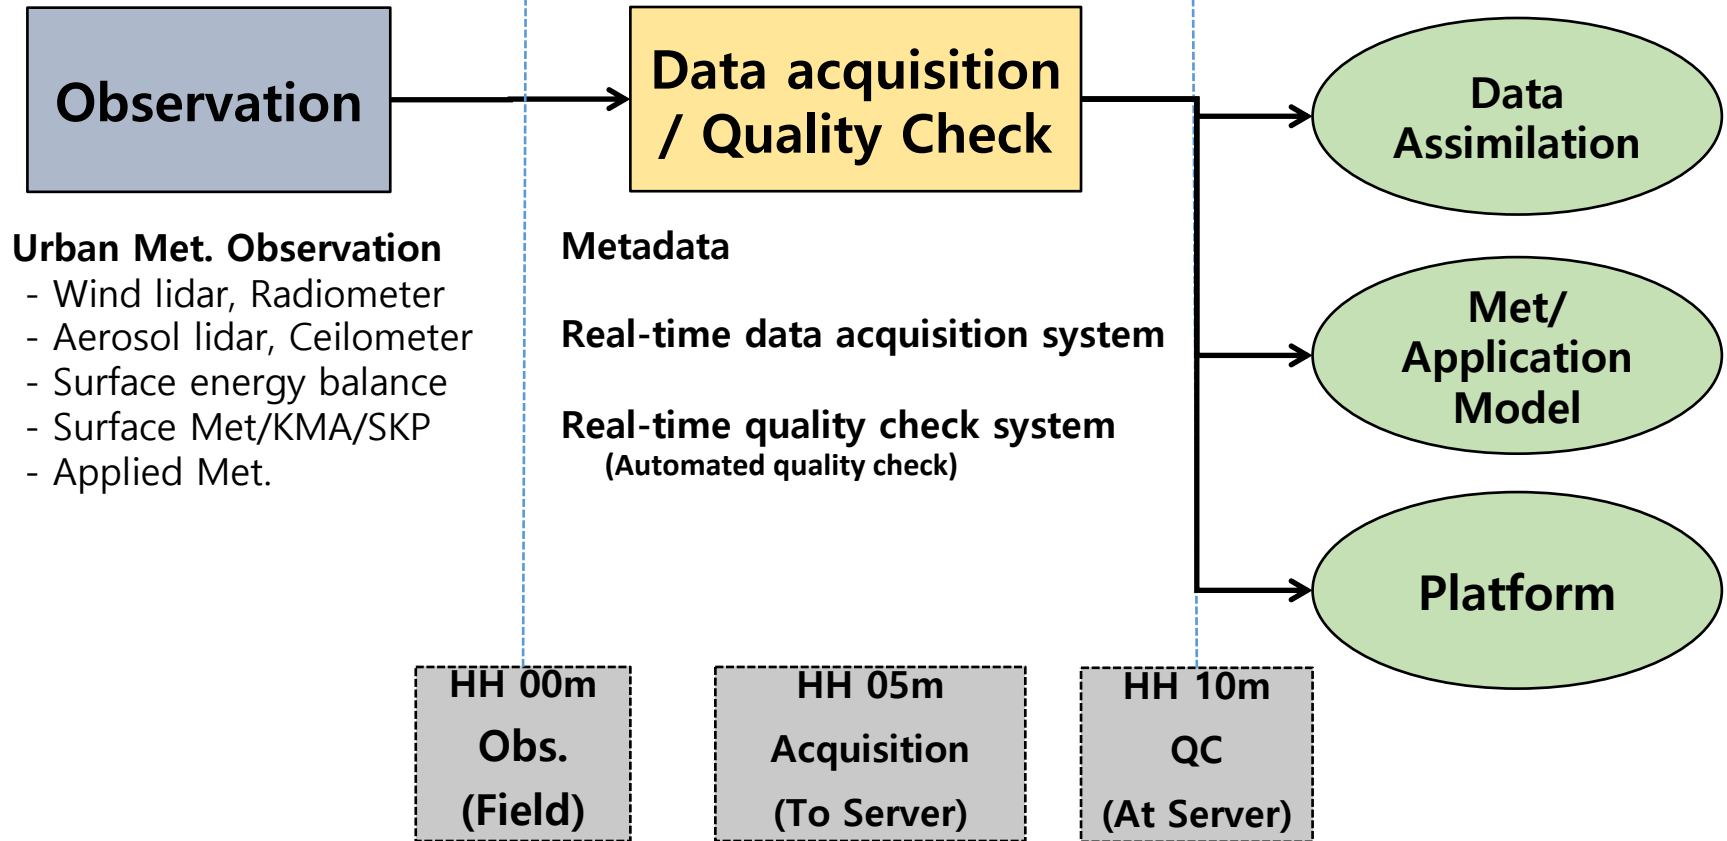 Observation
Data acquisition
/ Quality Check
Data
Assimilation
Urban Met. Observation
- Wind lidar, Radiometer
- Aerosol lidar, Ceilometer
- Surface energy balance
- Surface Met/KMA/SKP
- Applied Met.
Metadata
Real-time data acquisition system
Real-time quality check system
(Automated quality check)
Met/
Application
Model
Platform
HH 00m
Obs.
(Field)
HH 05m
Acquisition
(To Server)
HH 10m
QC
(At Server)